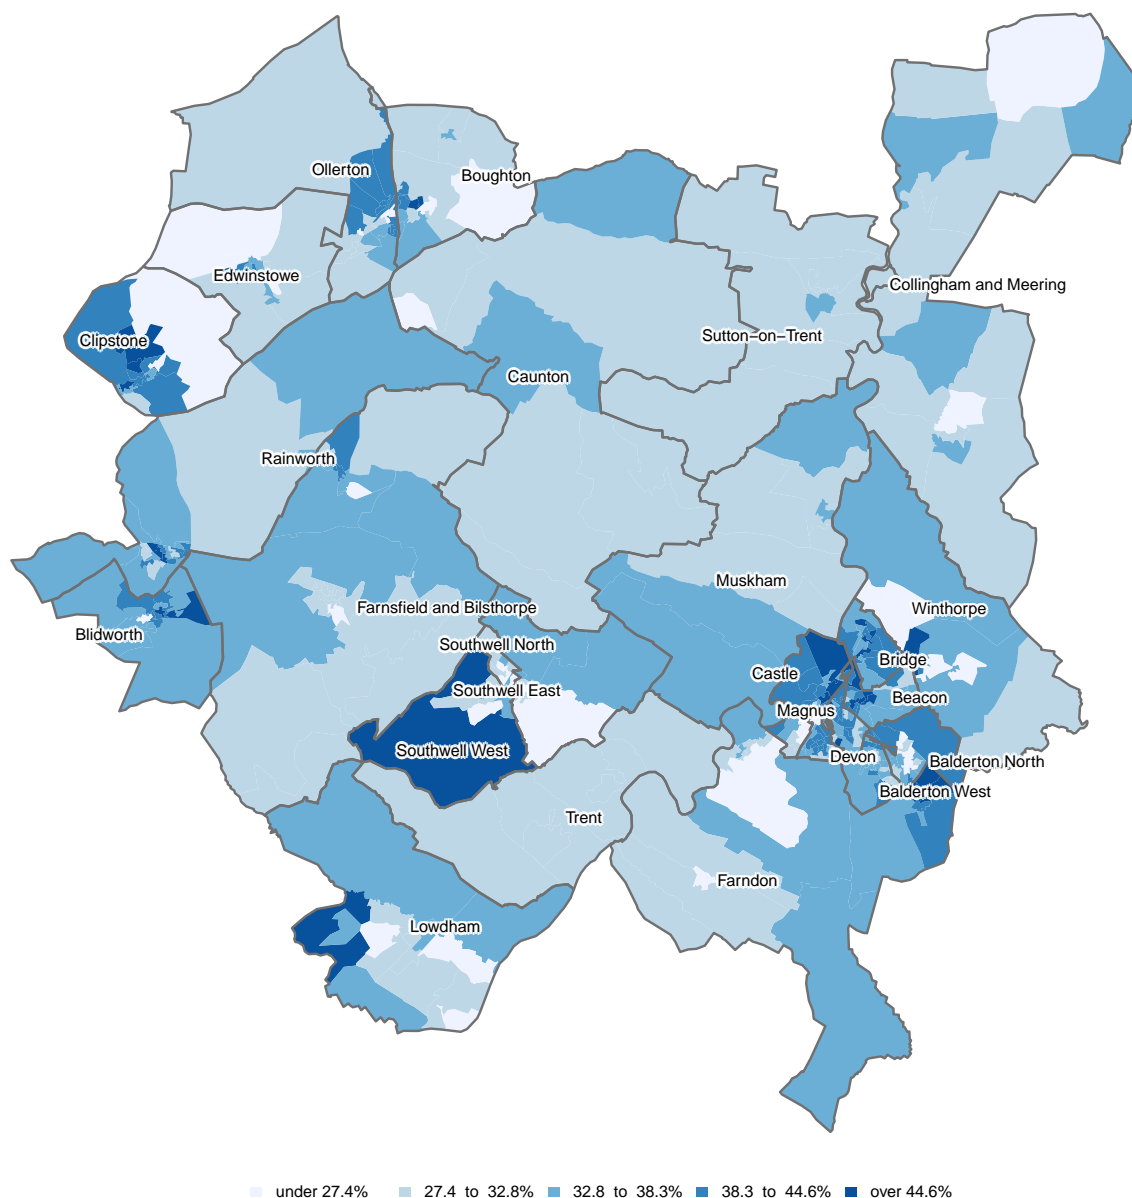 Ollerton
Boughton
Edwinstowe
Collingham and Meering
Clipstone
Sutton−on−Trent
Caunton
Rainworth
Muskham
Farnsfield and Bilsthorpe
Winthorpe
Blidworth
Southwell North
Bridge
Castle
Southwell East
Beacon
Magnus
Southwell West
Devon
Balderton North
Balderton West
Trent
Farndon
Lowdham
under 27.4%
27.4 to 32.8%
32.8 to 38.3%
38.3 to 44.6%
over 44.6%